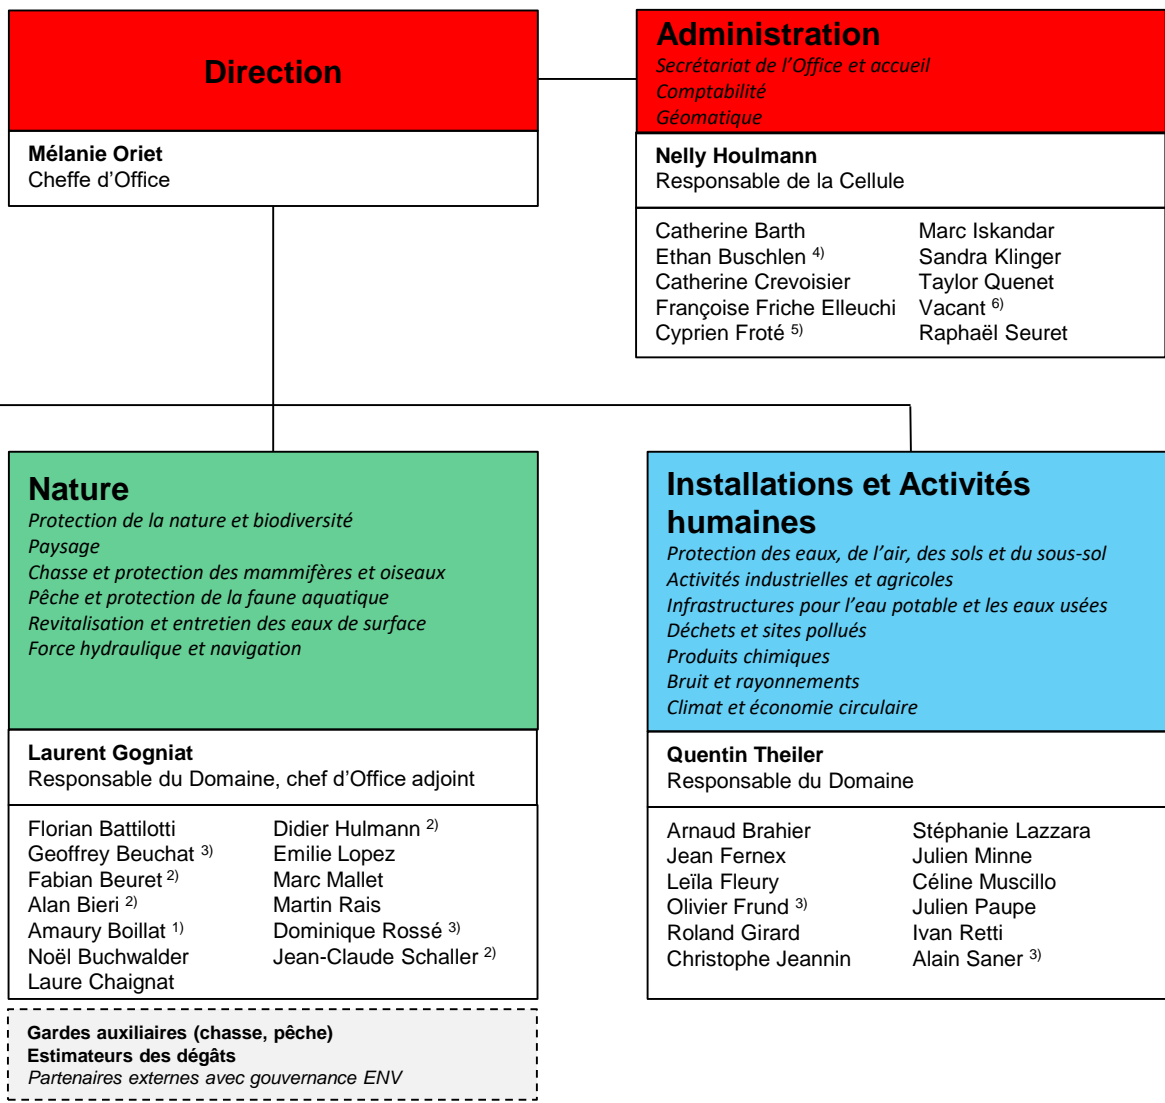 Direction
Mélanie Oriet
Cheffe d'Office
Administration
Secrétariat de l'Office et accueil
Comptabilité
Géomatique
Nelly Houlmann
Responsable de la Cellule
Catherine Barth
Ethan Buschlen 4)
Catherine Crevoisier
Françoise Friche Elleuchi
Cyprien Froté 5)
Marc Iskandar
Sandra Klinger
Taylor Quenet
Vacant 6)
Raphaël Seuret
Nature
Protection de la nature et biodiversité
Paysage
Chasse et protection des mammifères et oiseaux
Pêche et protection de la faune aquatique
Revitalisation et entretien des eaux de surface
Force hydraulique et navigation
Laurent Gogniat
Responsable du Domaine, chef d'Office adjoint
Florian Battilotti
Geoffrey Beuchat 3)
Fabian Beuret 2)
Alan Bieri 2)
Amaury Boillat 1)
Noël Buchwalder
Laure Chaignat
Didier Hulmann 2)
Emilie Lopez
Marc Mallet
Martin Rais
Dominique Rossé 3)
Jean-Claude Schaller 2)
Gardes auxiliaires (chasse, pêche)
Estimateurs des dégâts
Partenaires externes avec gouvernance ENV
Installations et Activités
humaines
Protection des eaux, de l'air, des sols et du sous-sol
Activités industrielles et agricoles
Infrastructures pour l'eau potable et les eaux usées
Déchets et sites pollués
Produits chimiques
Bruit et rayonnements
Climat et économie circulaire
Quentin Theiler
Responsable du Domaine
Arnaud Brahier
Jean Fernex
Leïla Fleury
Olivier Frund 3)
Roland Girard
Christophe Jeannin
Stéphanie Lazzara
Julien Minne
Céline Muscillo
Julien Paupe
Ivan Retti
Alain Saner 3)